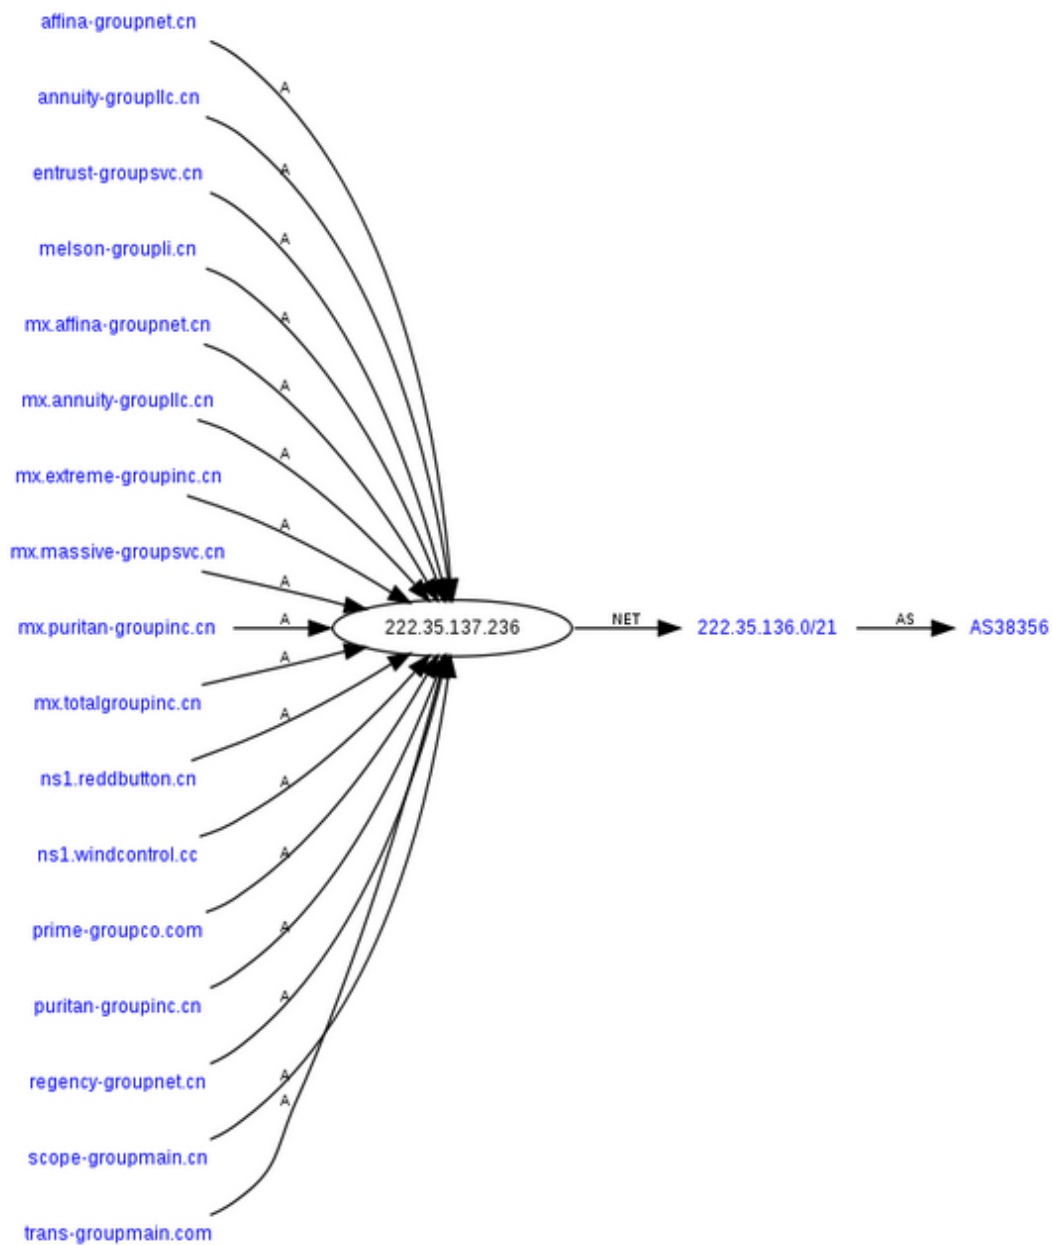 affina-groupnet.cn
A
annuity-groupllc.cn
A
entrust-groupsvc.cn
A
melson-groupli.cn
A
mx.affina-groupnet.cn
A
mx.annuity-groupllc.cn
A
mx.extreme-groupinc.cn
A
mx.massive-groupsvc.cn
A
mx.puritan-groupinc.cn A 222.35.137.236 NET 222.35.136.0/21 AS AS38356
A
mx.totalgroupinc.cn
A
ns1.reddbutton.cn
A
ns1.windcontrol.cc
A
prime-groupco.com
A
puritan-groupinc.cn
A
regency-groupnet.cn
A
A
scope-groupmain.cn
trans-groupmain.com